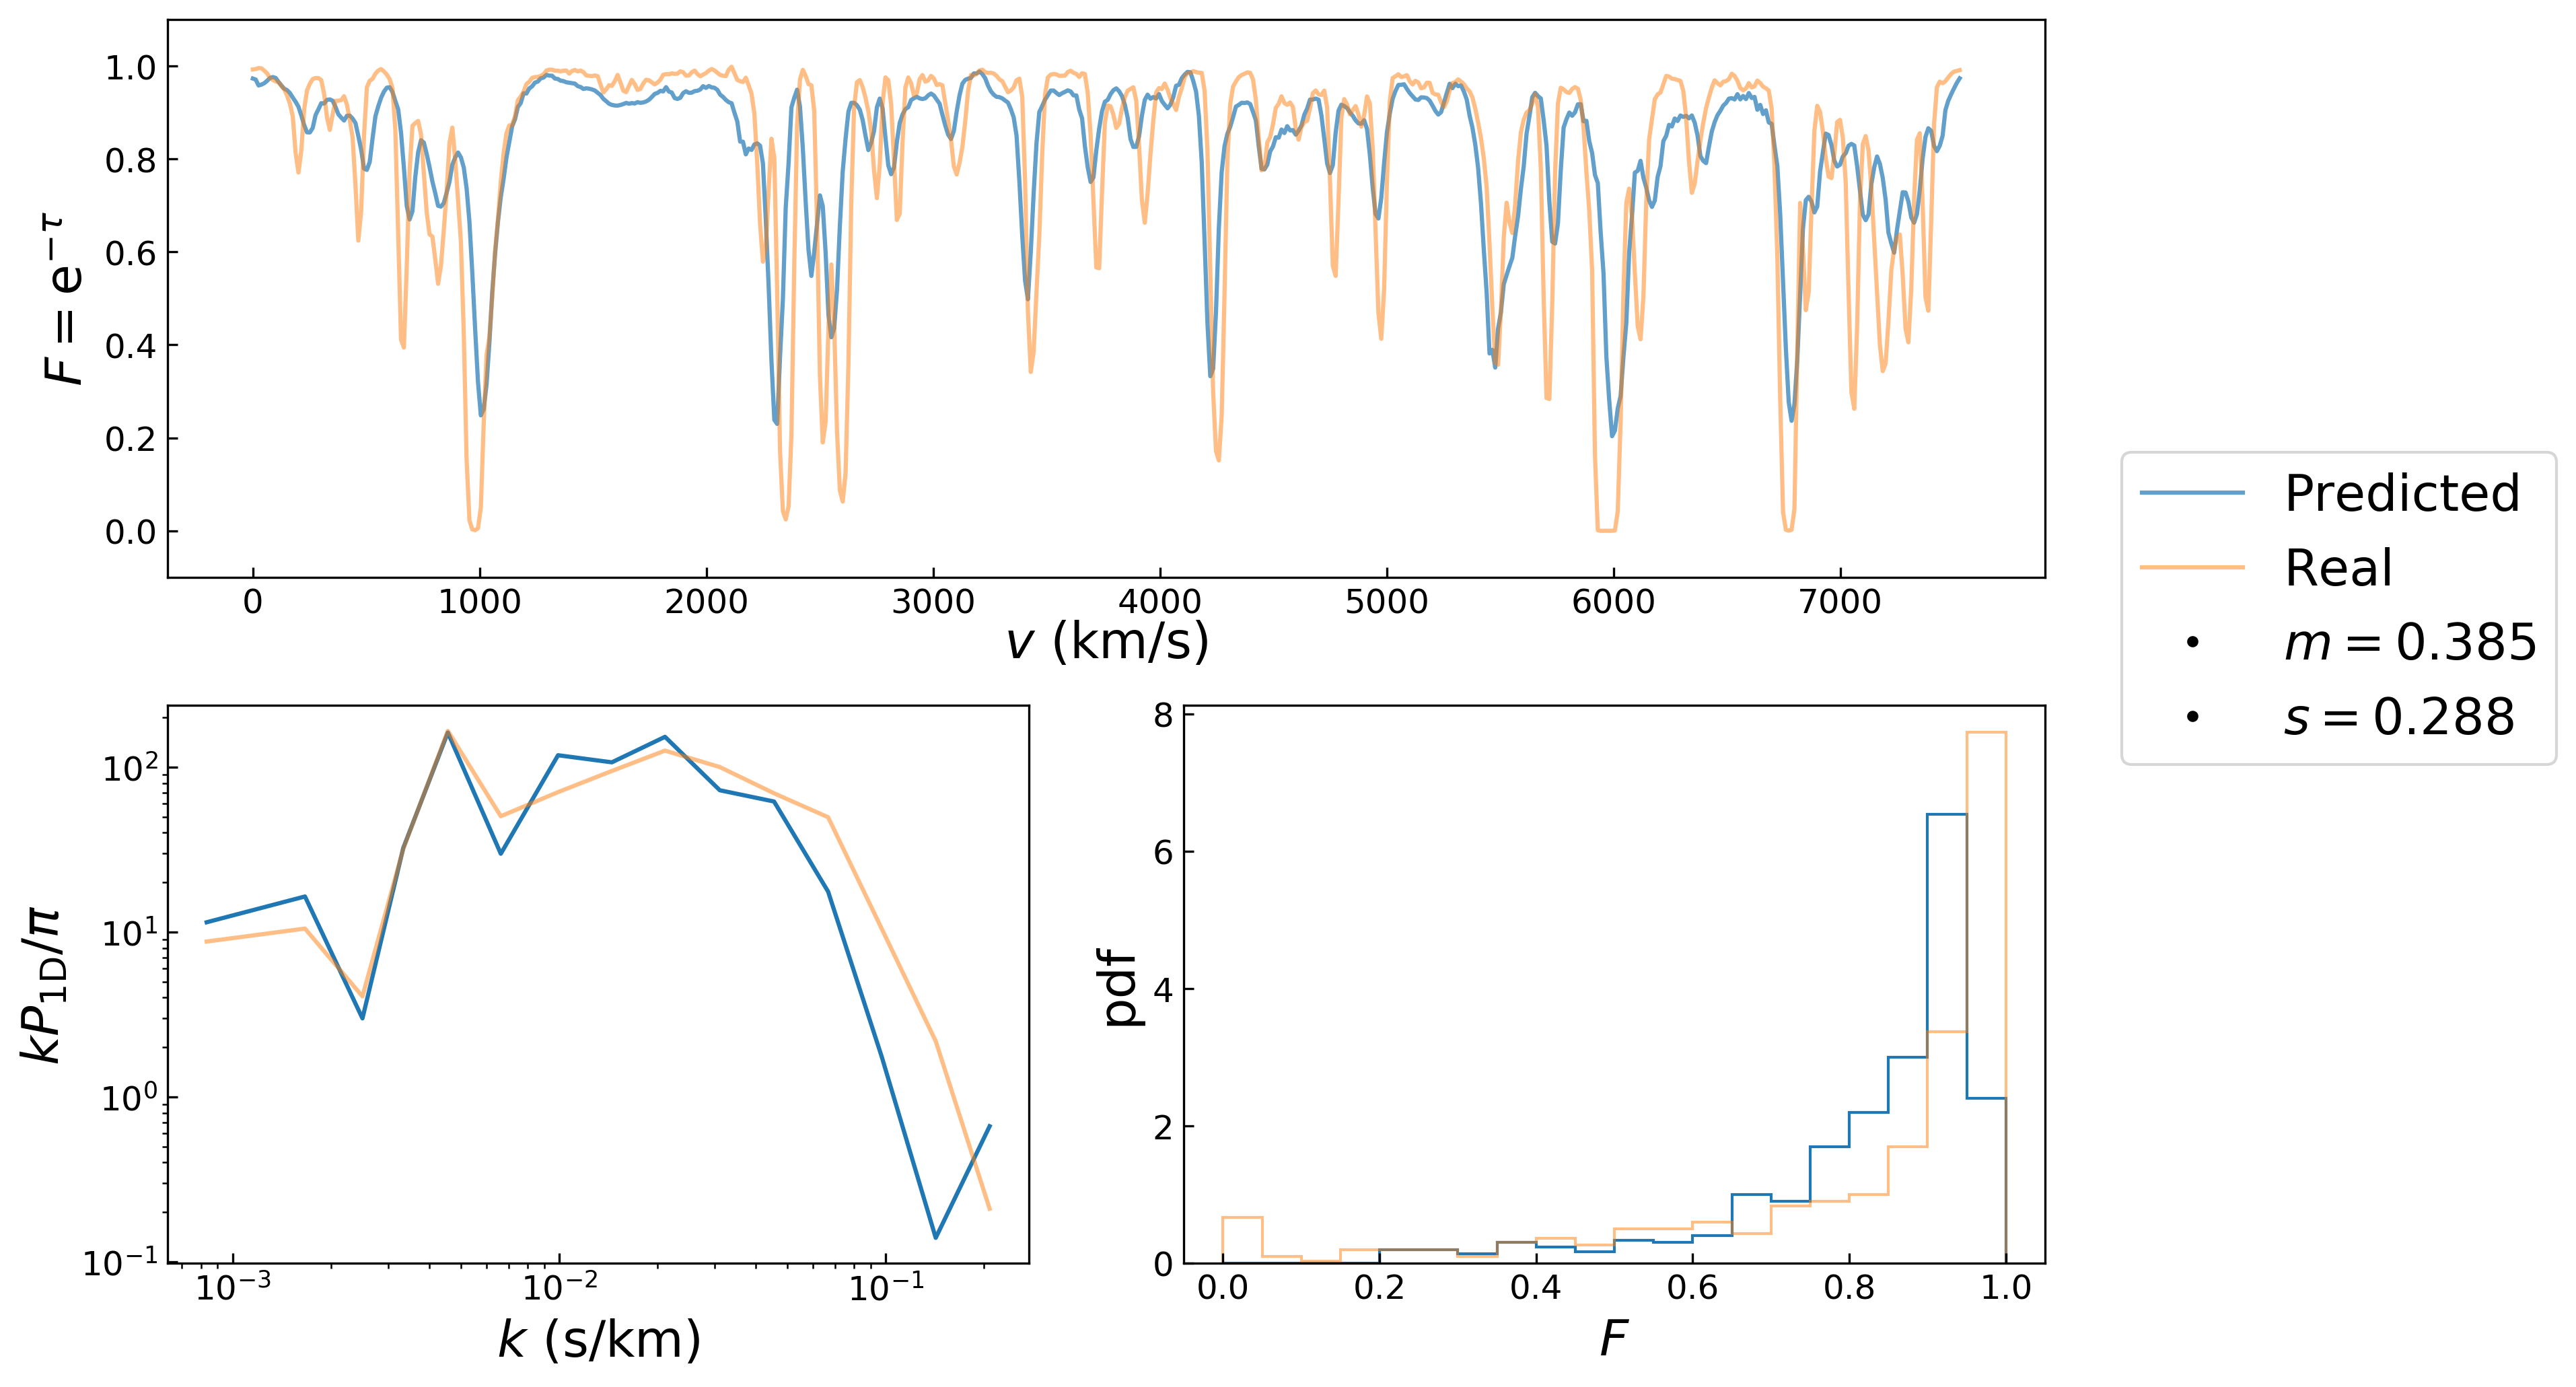 1.0
0.8
0.6
0.4
0.2
0.0
F = e^{−τ}
0 1000 2000 3000 4000 5000 6000 7000
v (km/s)
Predicted
Real
m = 0.385
s = 0.288
10^2
10^1
10^0
10^{−1}
kP_{1D}/π
10^{−3} 10^{−2} 10^{−1}
k (s/km)
8
6
4
2
0
pdf
0.0 0.2 0.4 0.6 0.8 1.0
F